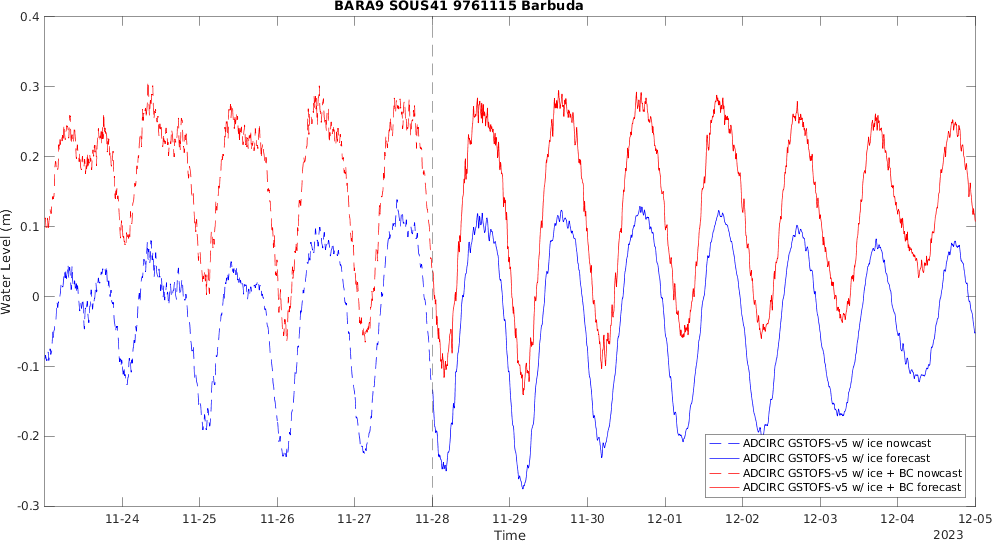 BARA9 SOUS41 9761115 Barbuda
0.4
0.3
0.2
0.1
0
-0.1
-0.2
-0.3
Water Level (m)
11-24 11-25 11-26 11-27 11-28 11-29 11-30 12-01 12-02 12-03 12-04 12-05
Time
2023
ADCIRC GSTOFS-v5 w/ ice nowcast
ADCIRC GSTOFS-v5 w/ ice forecast
ADCIRC GSTOFS-v5 w/ ice + BC nowcast
ADCIRC GSTOFS-v5 w/ ice + BC forecast